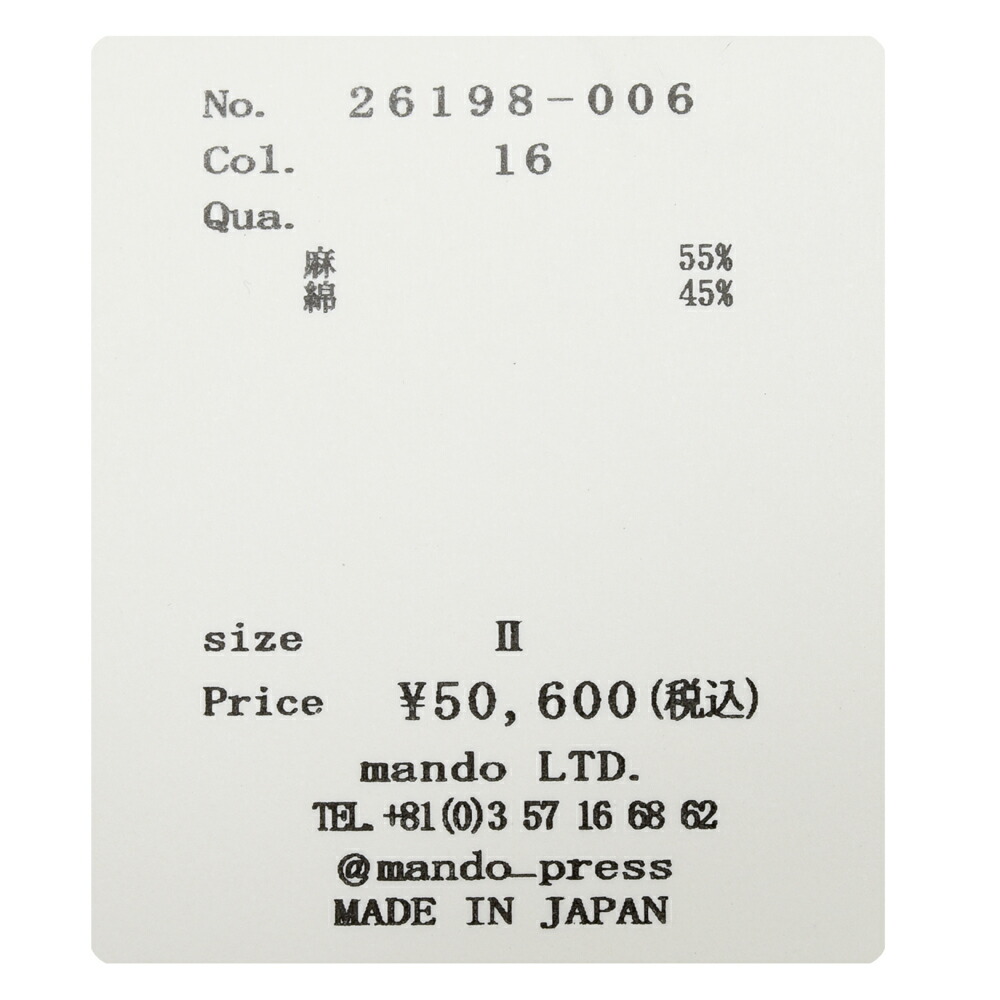 No. 26198-006
Col. 16
Qua.
麻 55%
綿 45%
size Ⅱ
Price ¥50,600(税込)
mando LTD.
TEL. +81(0)3 57 16 68 62
@mando_press
MADE IN JAPAN